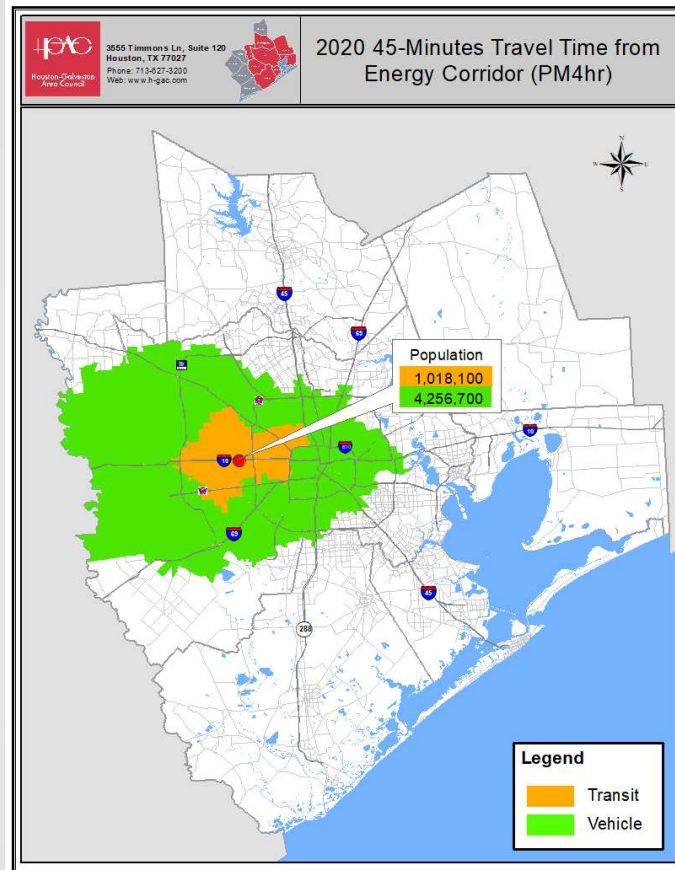 H-GAC
Houston-Galveston
Area Council
3555 Timmons Ln, Suite 120
Houston, TX 77027
Phone: 713-627-3200
Web: www.h-gac.com
2020 45-Minutes Travel Time from
Energy Corridor (PM4hr)
N
W E
S
45
69
Population
1,018,100
4,256,700
10
10
69
45
288
Legend
Transit
Vehicle